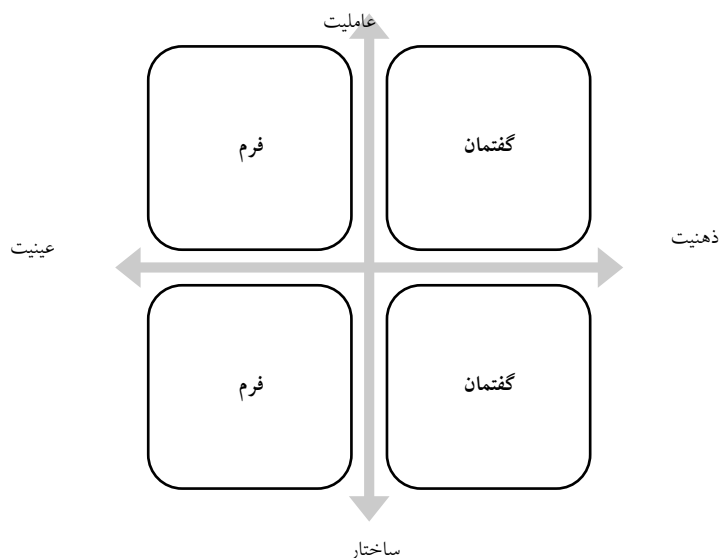 عاملیت
گفتمان
فرم
ذهنیت
عینیت
گفتمان
فرم
ساختار